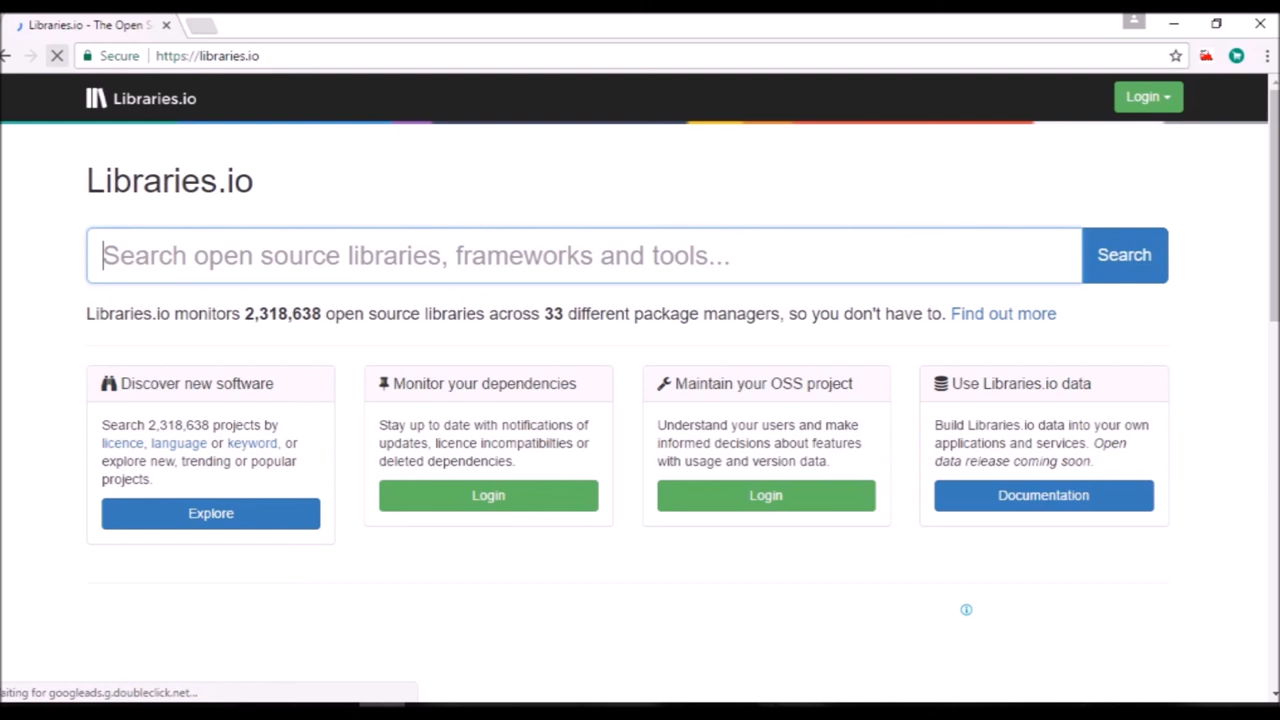 Libraries.io - The Open S
Secure https://libraries.io
Libraries.io
Login
Libraries.io
Search open source libraries, frameworks and tools...
Search
Libraries.io monitors 2,318,638 open source libraries across 33 different package managers, so you don't have to. Find out more
Discover new software
Search 2,318,638 projects by
licence, language or keyword, or
explore new, trending or popular
projects.
Explore
Monitor your dependencies
Stay up to date with notifications of
updates, licence incompatibilties or
deleted dependencies.
Login
Maintain your OSS project
Understand your users and make
informed decisions about features
with usage and version data.
Login
Use Libraries.io data
Build Libraries.io data into your own
applications and services. Open
data release coming soon.
Documentation
aiting for googleads.g.doubleclick.net...